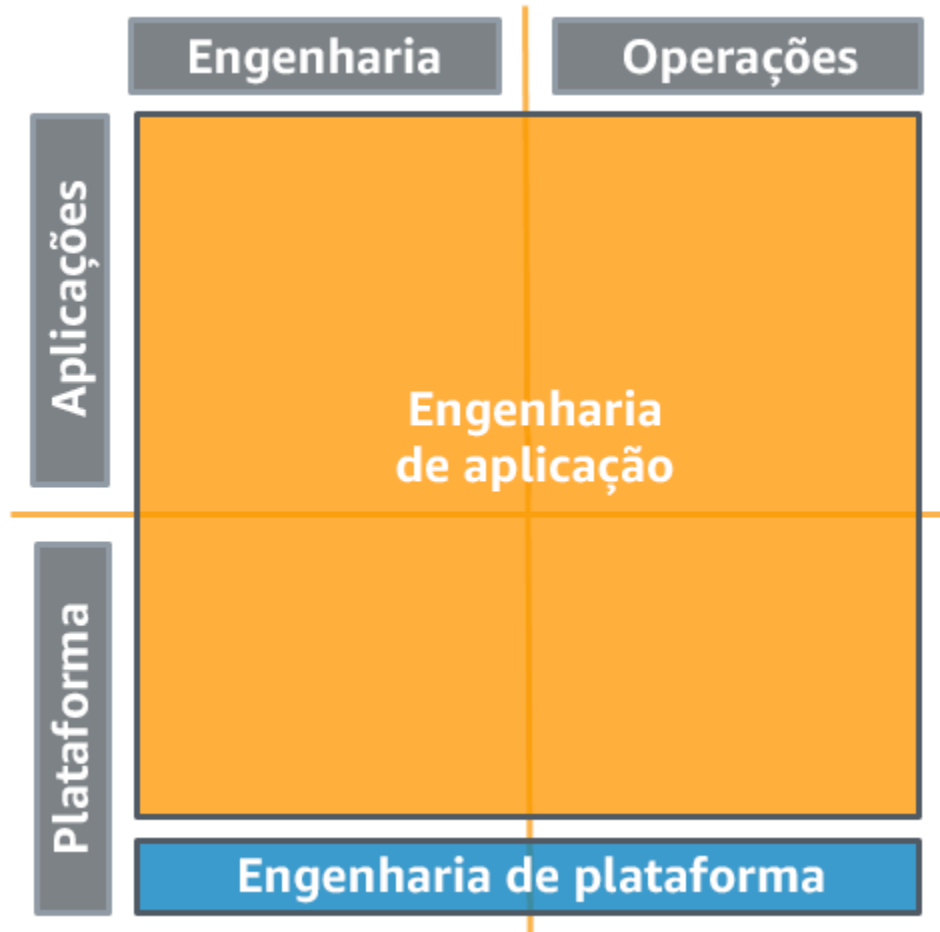 Engenharia
Operações
Aplicações
Engenharia
de aplicação
Plataforma
Engenharia de plataforma